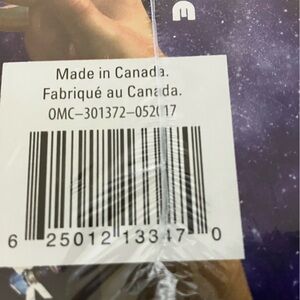 Made in Canada.
Fabriqué au Canada.
OMC–301372–052017
6 25012 13347 0